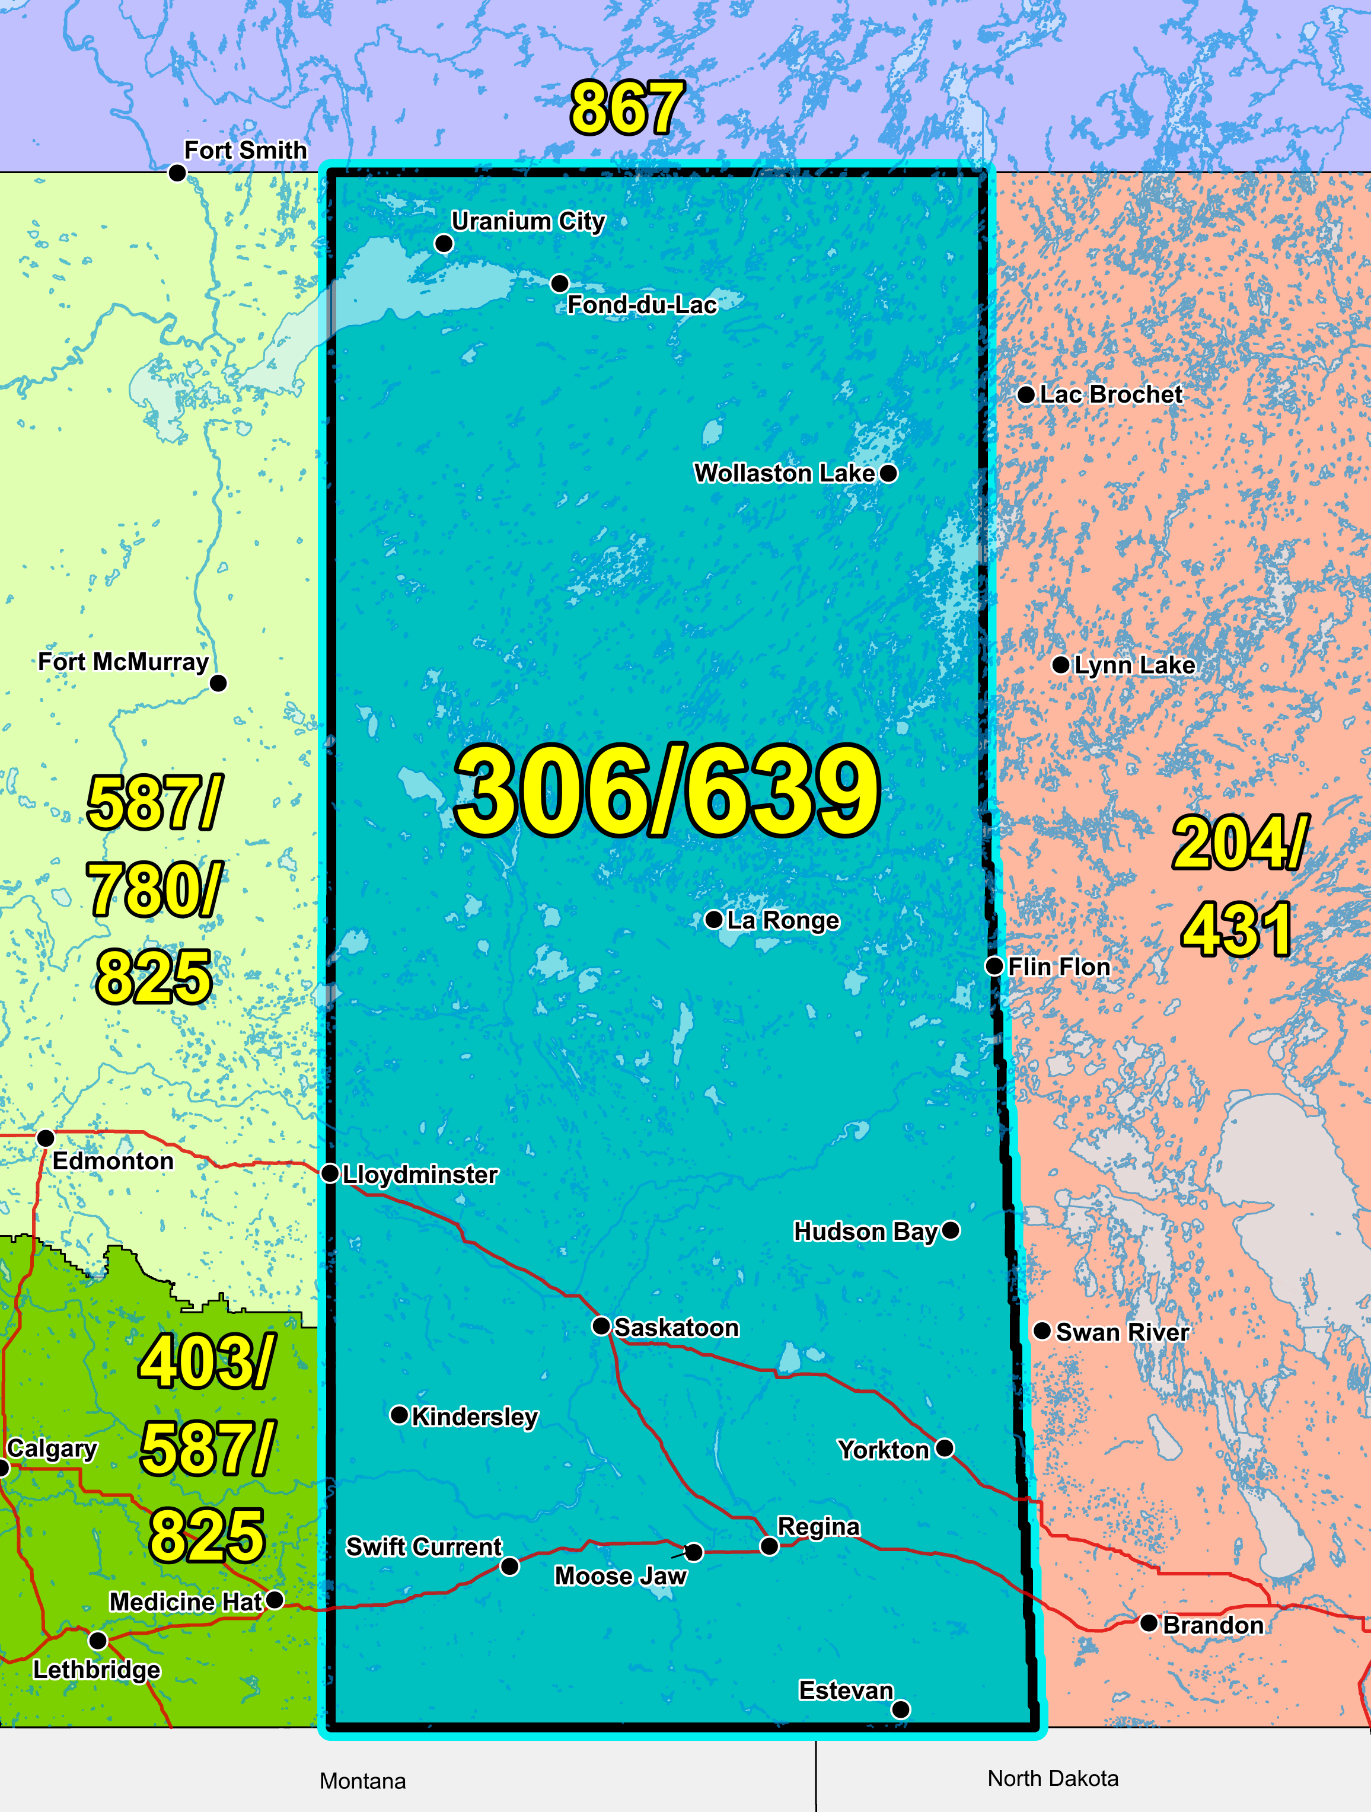 867
Fort Smith
Uranium City
Fond-du-Lac
Lac Brochet
Wollaston Lake
Fort McMurray
Lynn Lake
306/639
587/
780/
825
204/
431
La Ronge
Flin Flon
Edmonton
Lloydminster
Hudson Bay
Saskatoon
Swan River
403/
587/
825
Kindersley
Calgary
Yorkton
Regina
Swift Current
Moose Jaw
Medicine Hat
Brandon
Lethbridge
Estevan
Montana
North Dakota